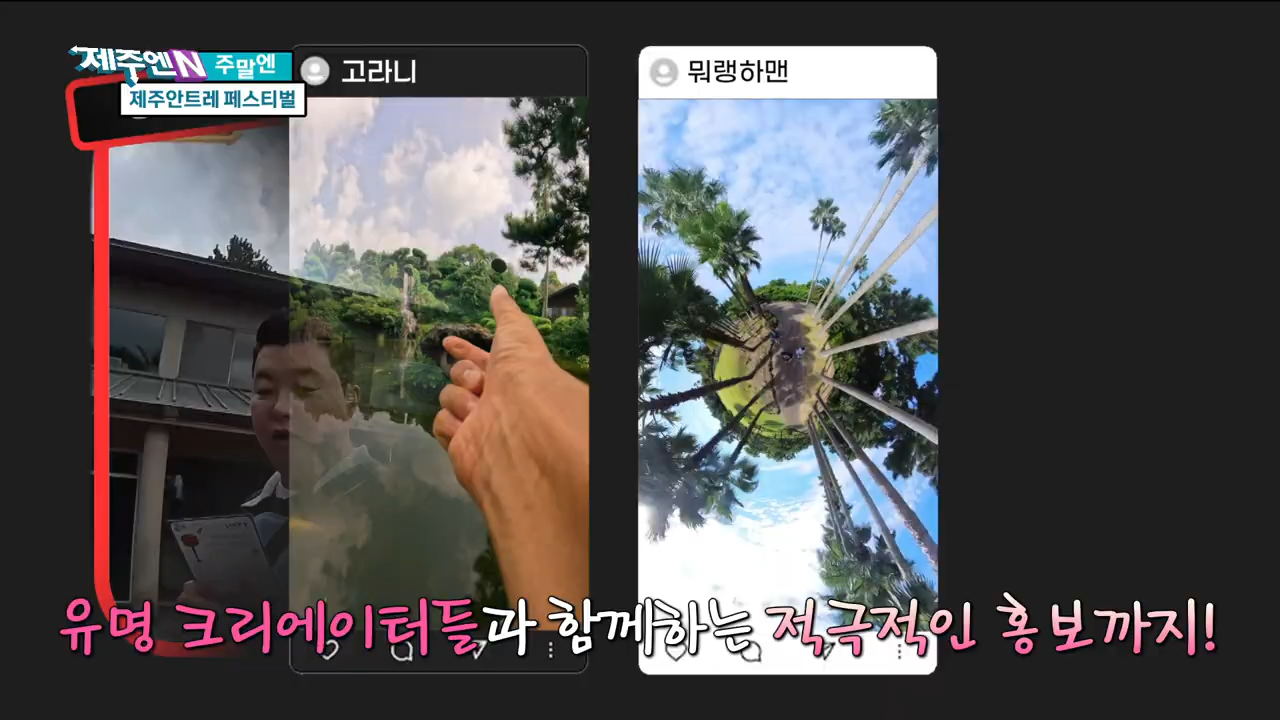 제주엔N 주말엔
제주안트레 페스티벌
고라니
뭐랭하맨
유명 크리에이터들과 함께하는 적극적인 홍보까지!